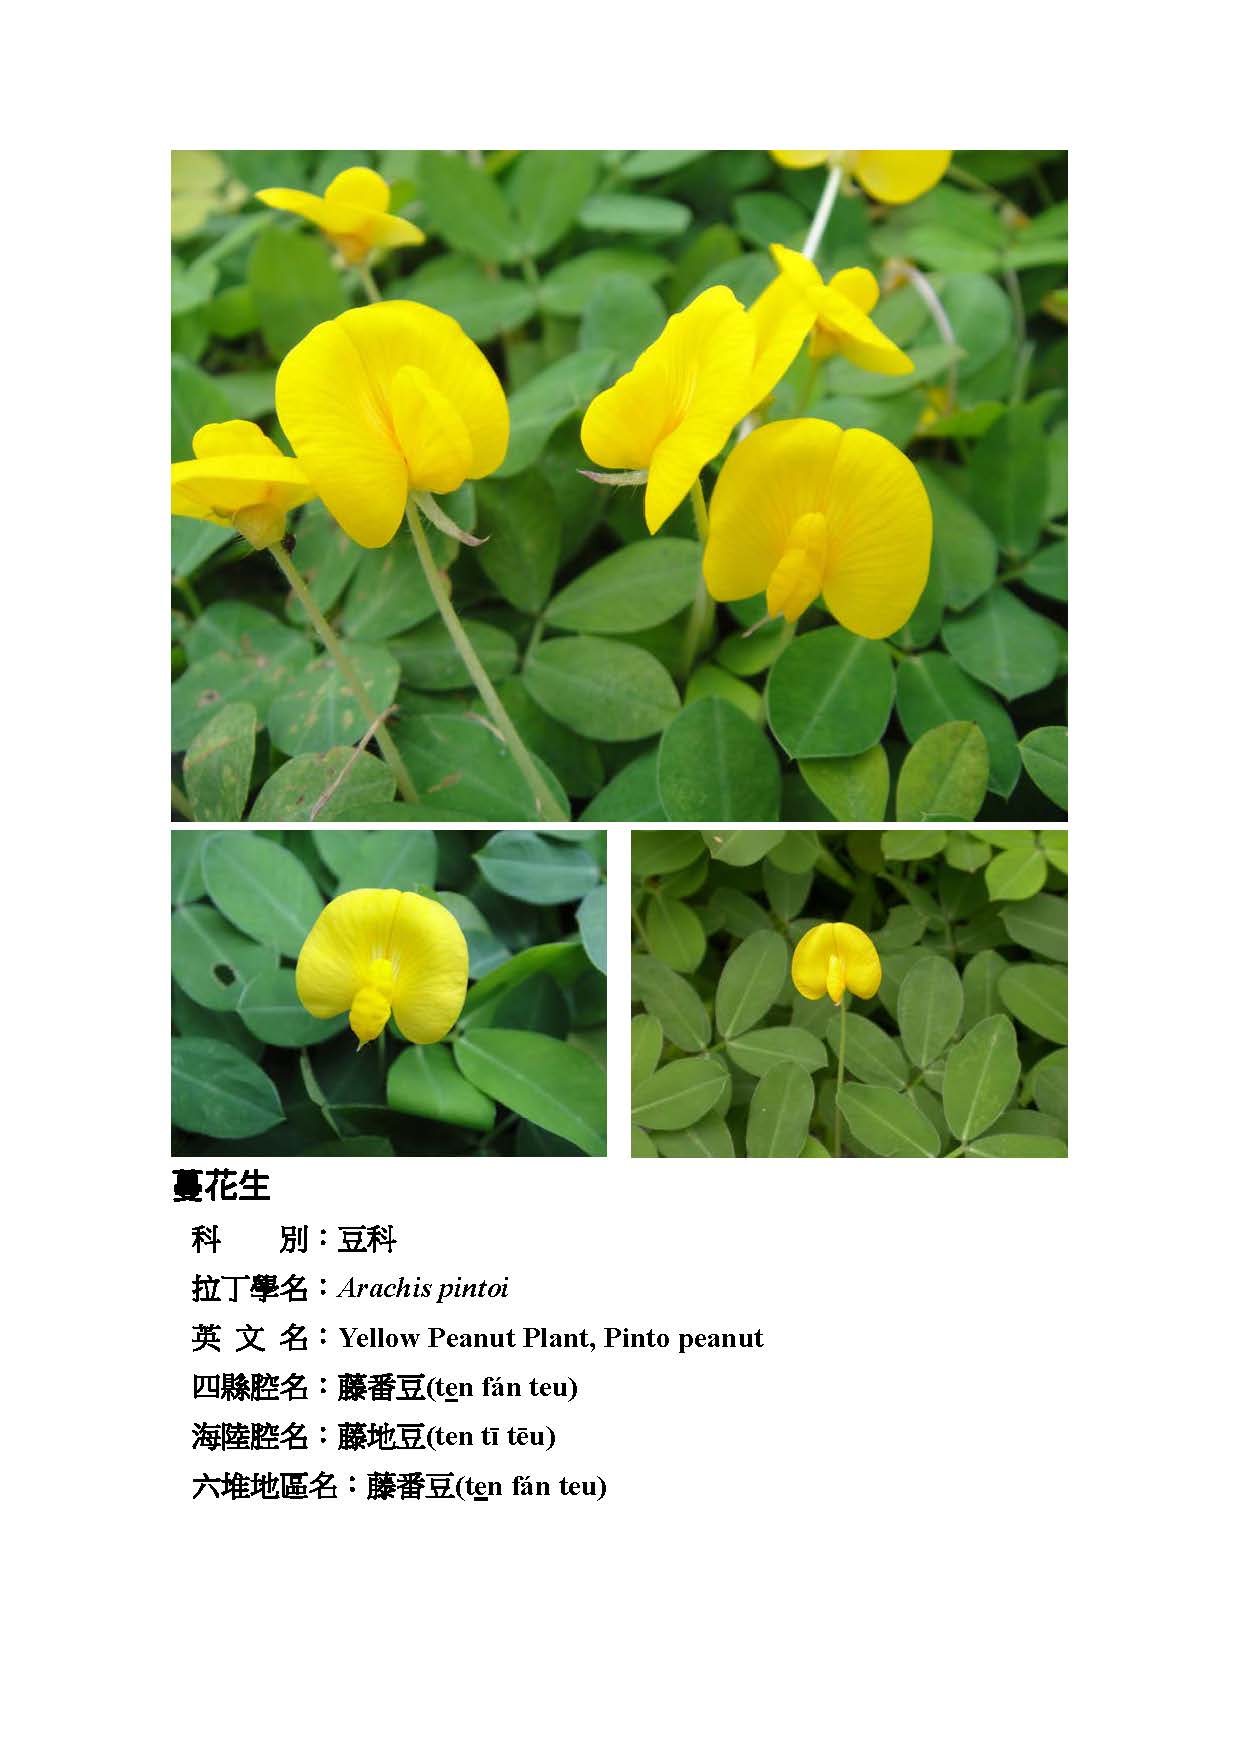 蔓花生
科　　別：豆科
拉丁學名：Arachis pintoi
英 文 名：Yellow Peanut Plant, Pinto peanut
四縣腔名：藤番豆(te̲n fán teu)
海陸腔名：藤地豆(ten tī tēu)
六堆地區名：藤番豆(te̲n fán teu)